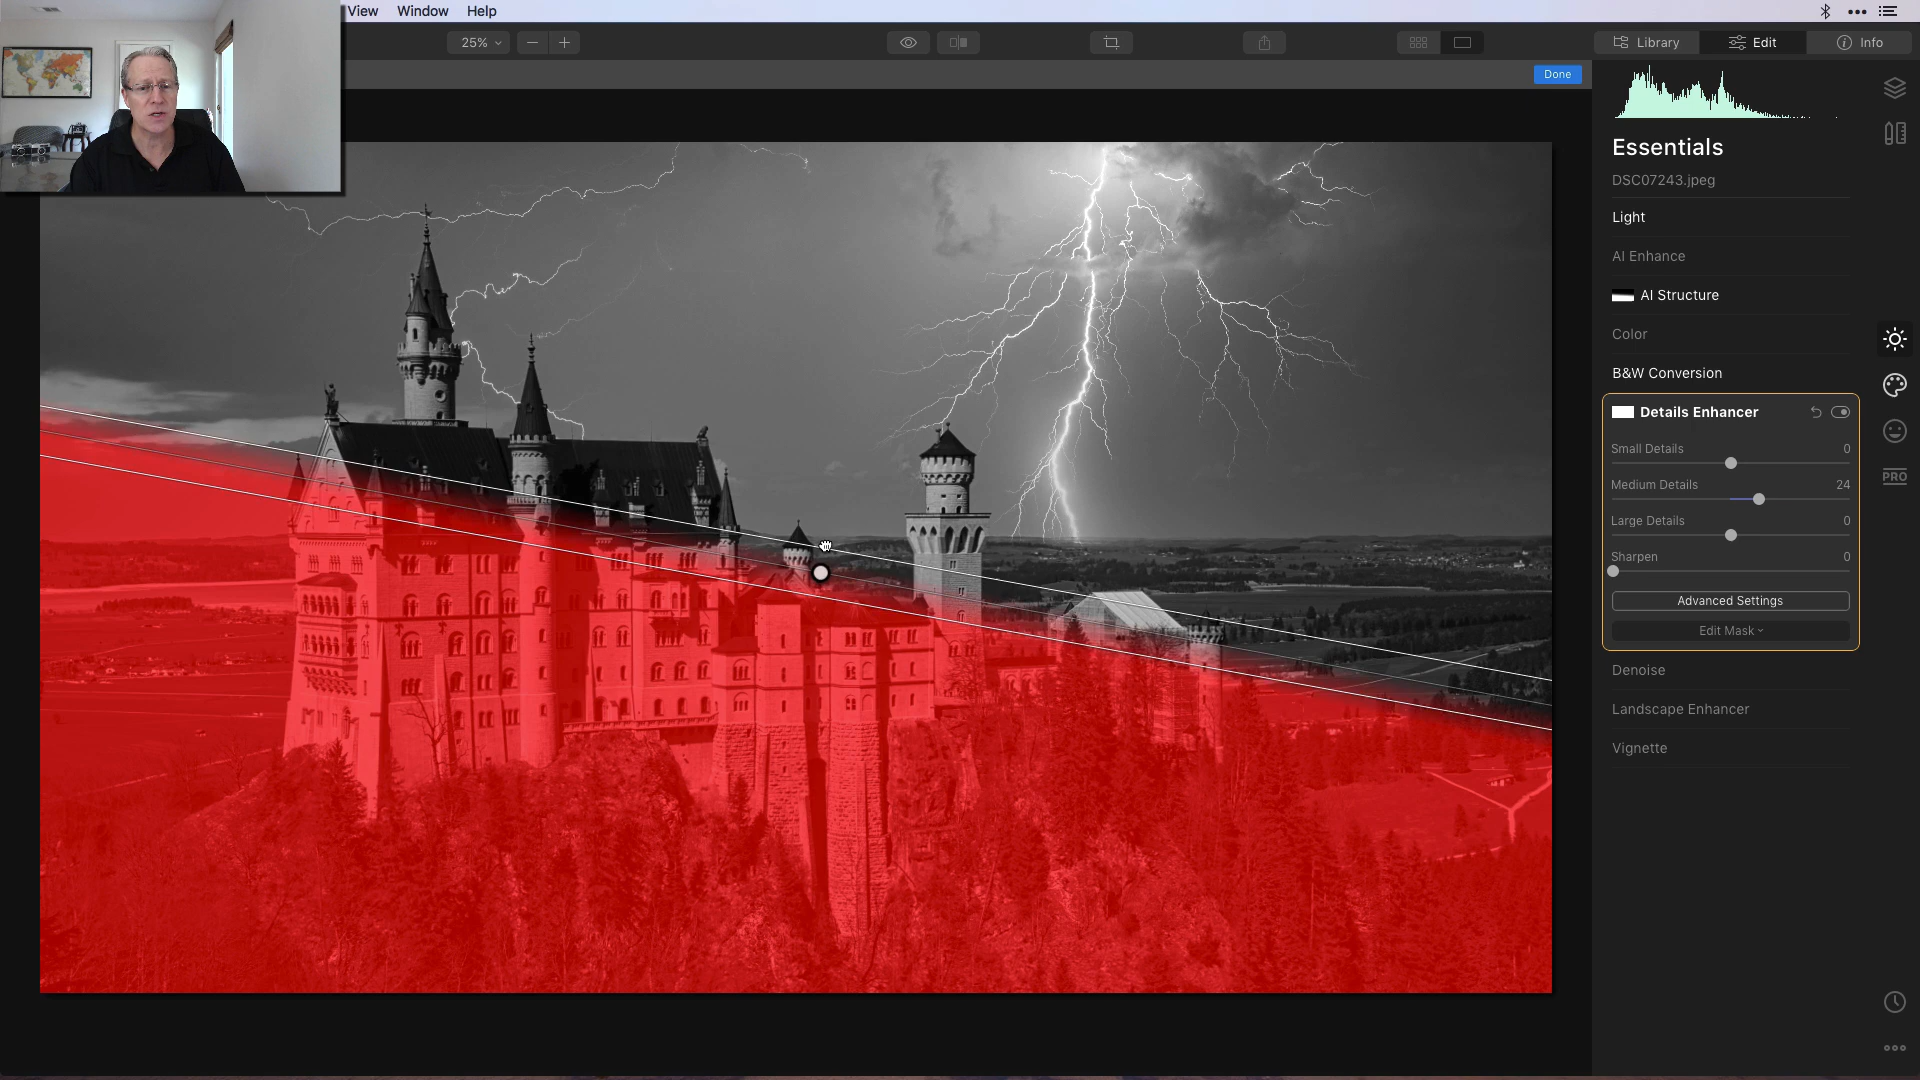 View Window Help
25%
Library Edit Info
Done
Essentials
DSC07243.jpeg
Light
AI Enhance
AI Structure
Color
B&W Conversion
Details Enhancer
Small Details 0
Medium Details 24
Large Details 0
Sharpen 0
Advanced Settings
Edit Mask
PRO
Denoise
Landscape Enhancer
Vignette